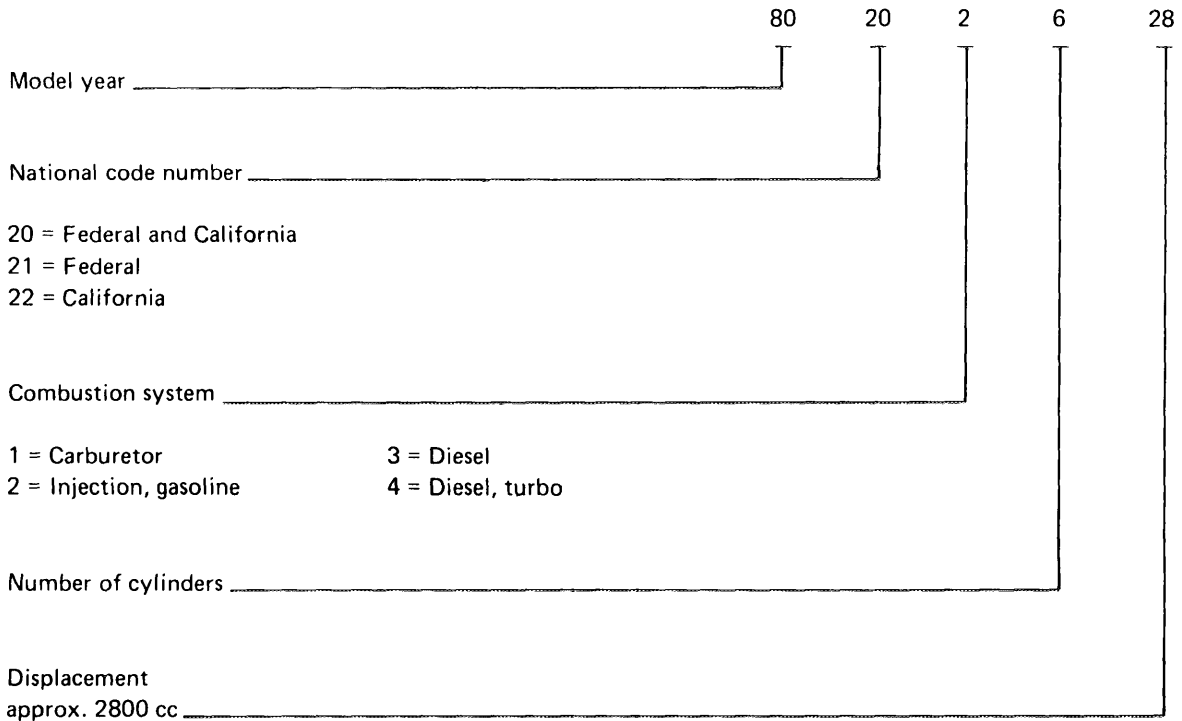 80 20 2 6 28
Model year
National code number
20 = Federal and California
21 = Federal
22 = California
Combustion system
1 = Carburetor 3 = Diesel
2 = Injection, gasoline 4 = Diesel, turbo
Number of cylinders
Displacement
approx. 2800 cc